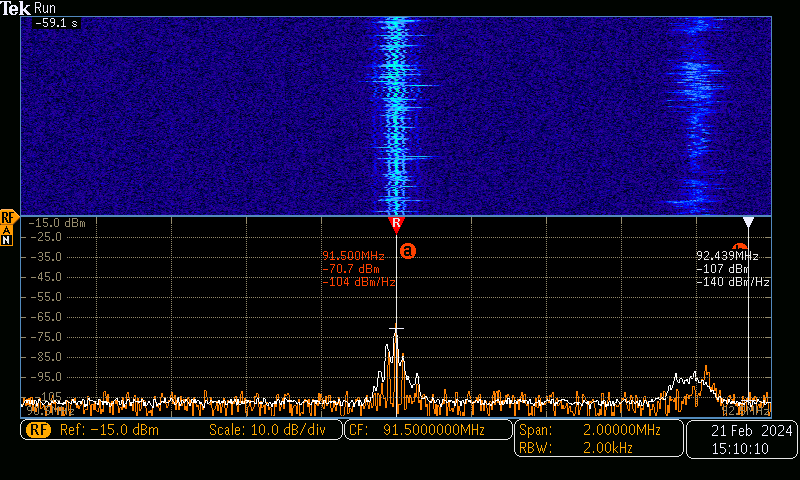 Tek Run
-59.1 s
RF
A
N
-15.0 dBm
-25.0
-35.0
-45.0
-55.0
-65.0
-75.0
-85.0
-95.0
R
a
91.500MHz
-70.7 dBm
-104 dBm/Hz
92.439MHz
-107 dBm
-140 dBm/Hz
RF Ref: -15.0 dBm Scale: 10.0 dB/div
CF: 91.5000000MHz
Span: 2.00000MHz
RBW: 2.00kHz
21 Feb 2024
15:10:10